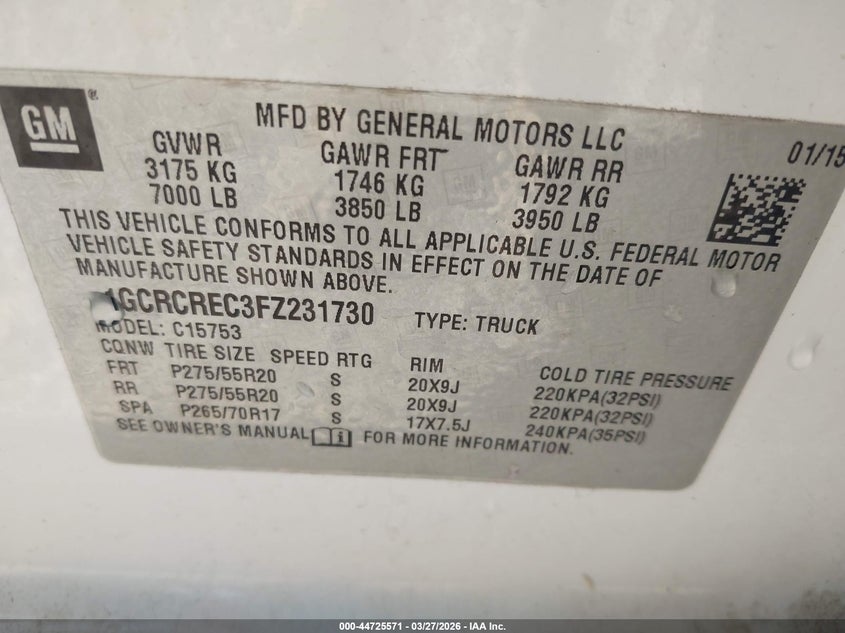 GM®
MFD BY GENERAL MOTORS LLC
01/15
GVWR GAWR FRT GAWR RR
3175 KG 1746 KG 1792 KG
7000 LB 3850 LB 3950 LB
THIS VEHICLE CONFORMS TO ALL APPLICABLE U.S. FEDERAL MOTOR
VEHICLE SAFETY STANDARDS IN EFFECT ON THE DATE OF
MANUFACTURE SHOWN ABOVE.
1GCRCREC3FZ231730 TYPE: TRUCK
MODEL: C15753
CQNW TIRE SIZE SPEED RTG RIM COLD TIRE PRESSURE
FRT P275/55R20 S 20X9J 220KPA(32PSI)
RR P275/55R20 S 20X9J 220KPA(32PSI)
SPA P265/70R17 S 17X7.5J 240KPA(35PSI)
SEE OWNER'S MANUAL FOR MORE INFORMATION.
000-44725571 — 03/27/2026 — IAA Inc.